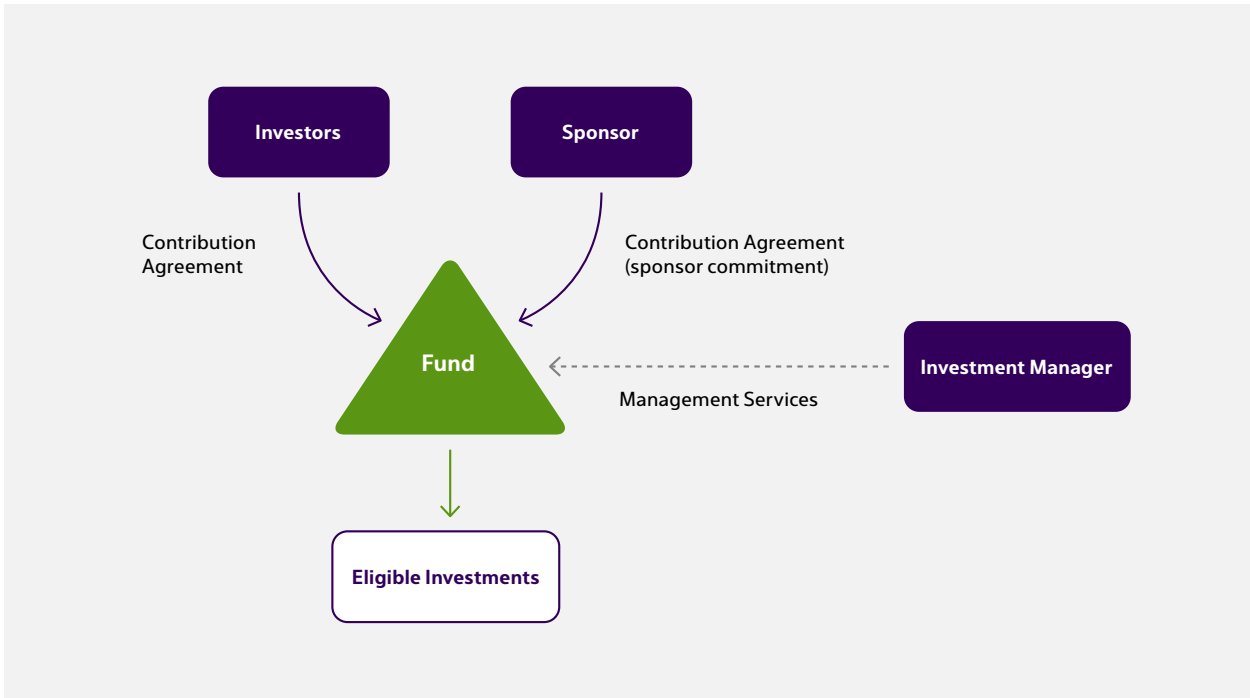 Investors
Sponsor
Contribution
Agreement
Contribution Agreement
(sponsor commitment)
Fund
Investment Manager
Management Services
Eligible Investments